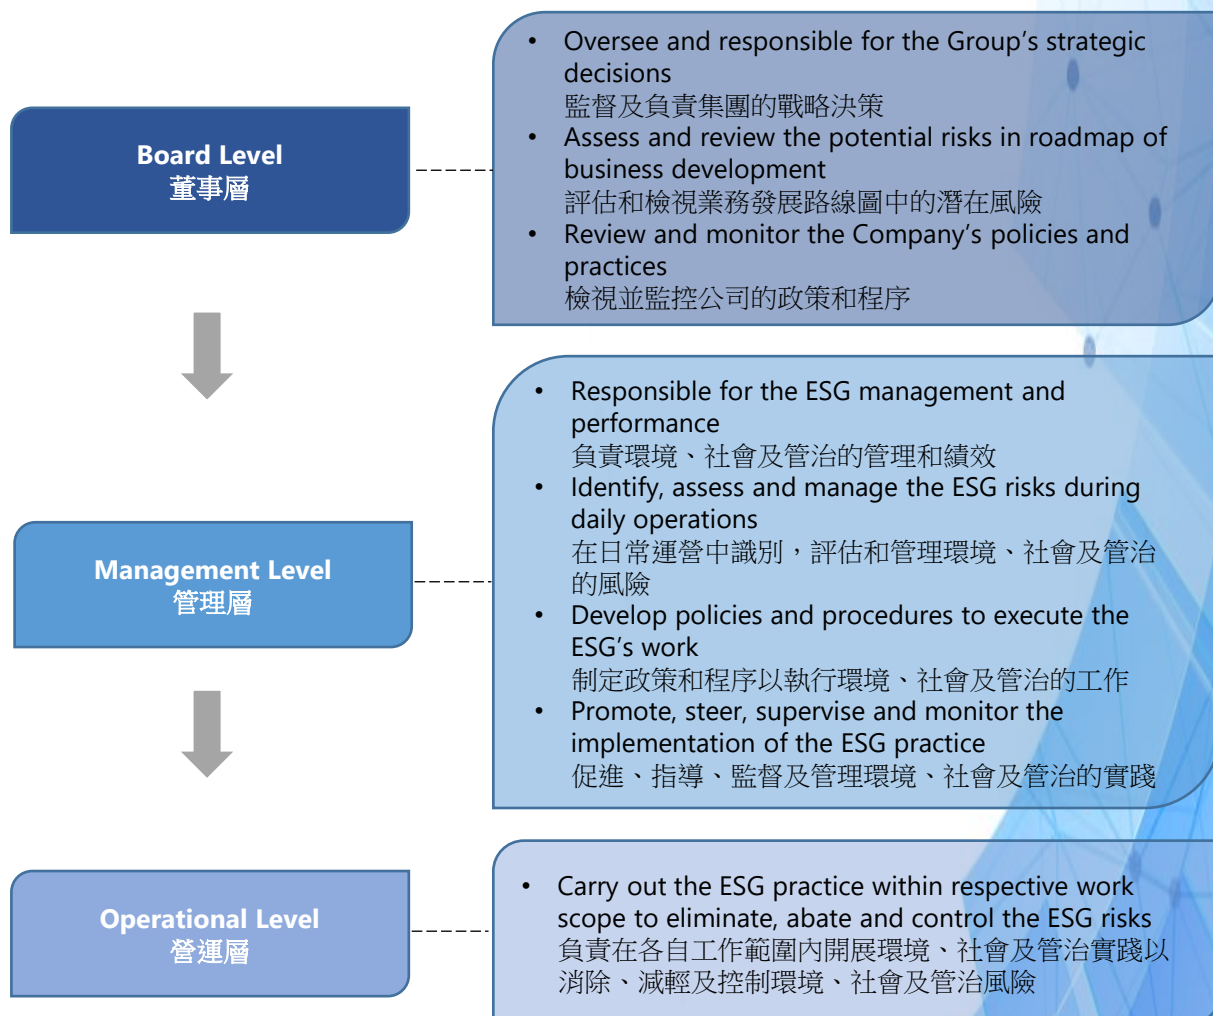 Board Level
董事層
• Oversee and responsible for the Group's strategic
decisions
監督及負責集團的戰略決策
• Assess and review the potential risks in roadmap of
business development
評估和檢視業務發展路線圖中的潛在風險
• Review and monitor the Company's policies and
practices
檢視並監控公司的政策和程序
Management Level
管理層
• Responsible for the ESG management and
performance
負責環境、社會及管治的管理和績效
• Identify, assess and manage the ESG risks during
daily operations
在日常運營中識別，評估和管理環境、社會及管治
的風險
• Develop policies and procedures to execute the
ESG's work
制定政策和程序以執行環境、社會及管治的工作
• Promote, steer, supervise and monitor the
implementation of the ESG practice
促進、指導、監督及管理環境、社會及管治的實踐
Operational Level
營運層
• Carry out the ESG practice within respective work
scope to eliminate, abate and control the ESG risks
負責在各自工作範圍內開展環境、社會及管治實踐以
消除、減輕及控制環境、社會及管治風險